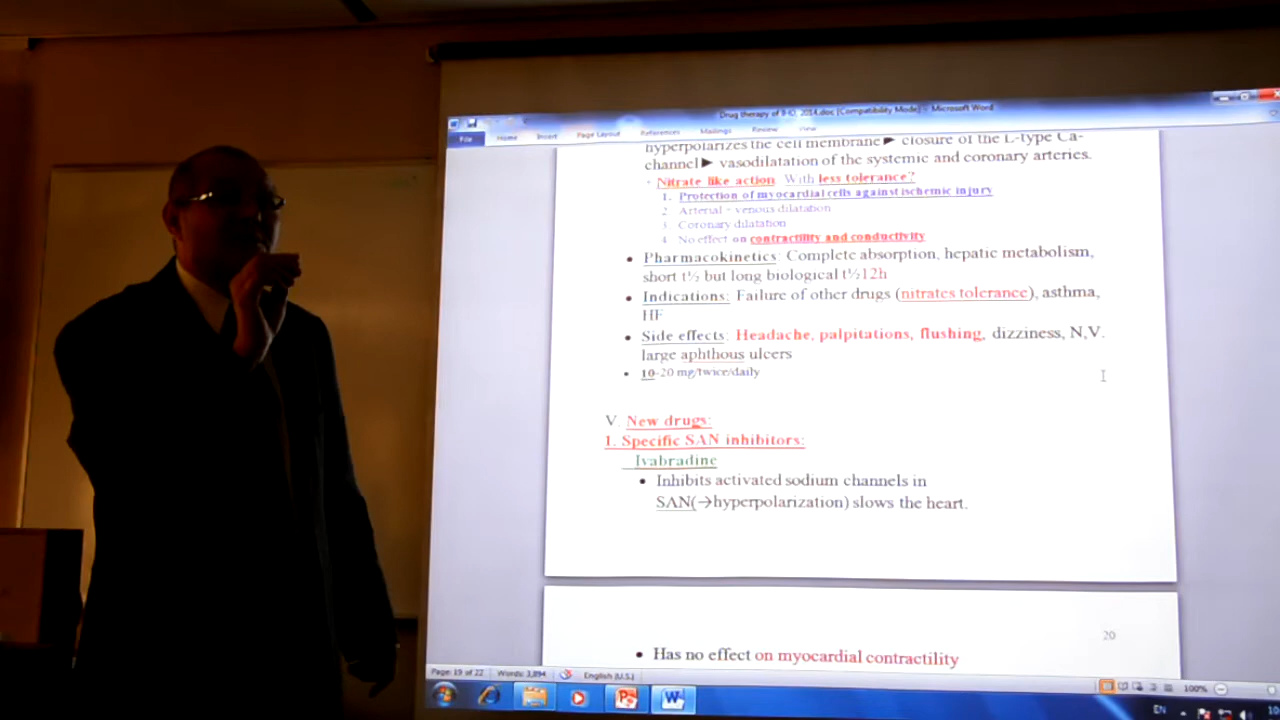 Drug therapy of IHD, 2014.doc [Compatibility Mode] - Microsoft Word
File Home Insert Page Layout References Mailings Review View
hyperpolarizes the cell membrane► closure of the L-type Ca-
channel► vasodilatation of the systemic and coronary arteries.
- Nitrate like action With less tolerance?
1. Protection of myocardial cells against ischemic injury
2. Arterial + venous dilatation
3. Coronary dilatation
4. No effect on contractility and conductivity
• Pharmacokinetics: Complete absorption, hepatic metabolism,
short t½ but long biological t½12h
• Indications: Failure of other drugs (nitrates tolerance), asthma,
HF
• Side effects: Headache, palpitations, flushing, dizziness, N,V.
large aphthous ulcers
• 10-20 mg/twice/daily
V. New drugs:
1. Specific SAN inhibitors:
Ivabradine
• Inhibits activated sodium channels in
SAN(→hyperpolarization) slows the heart.
20
• Has no effect on myocardial contractility
Page: 19 of 22 Words: 3,894 English (U.S.) 100%
EN